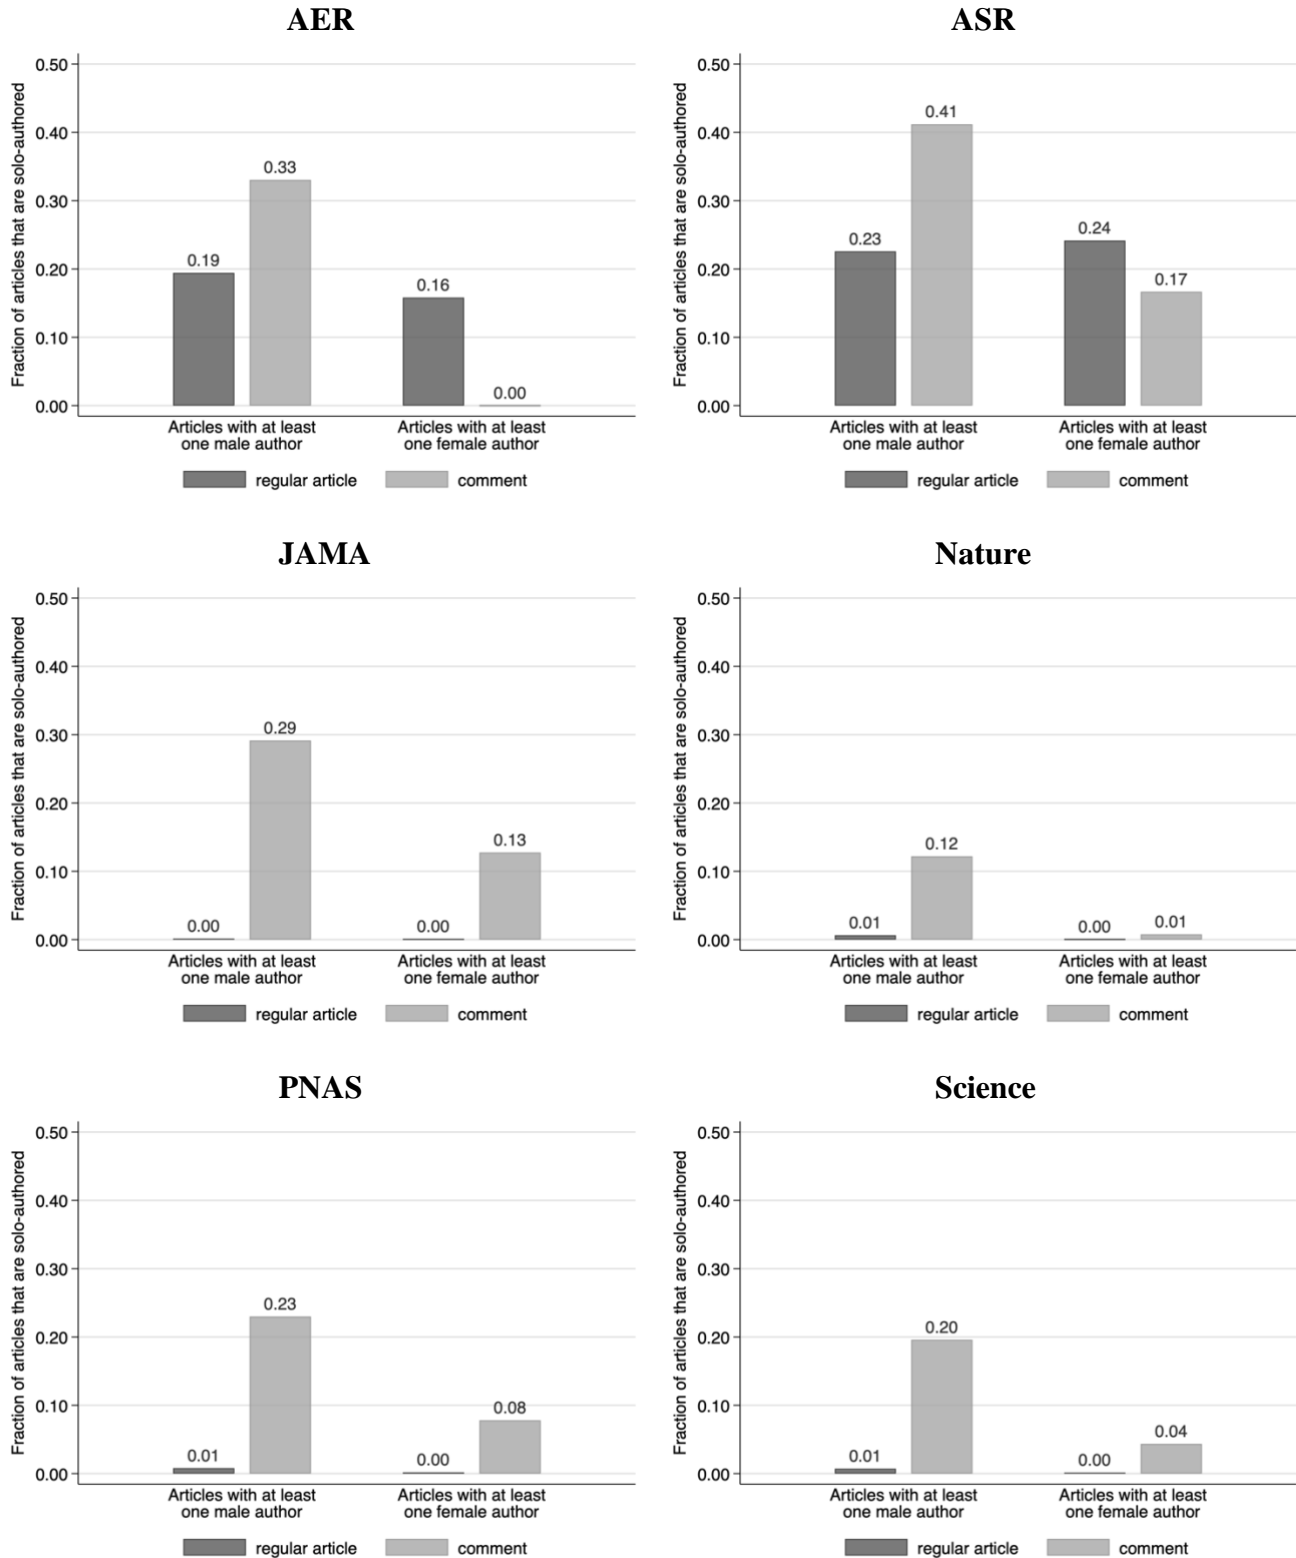 AER
Fraction of articles that are solo-authored
0.50
0.40
0.30
0.20
0.10
0.00
0.19
0.33
0.16
0.00
Articles with at least
one male author
Articles with at least
one female author
regular article
comment
ASR
Fraction of articles that are solo-authored
0.50
0.40
0.30
0.20
0.10
0.00
0.23
0.41
0.24
0.17
Articles with at least
one male author
Articles with at least
one female author
regular article
comment
JAMA
Fraction of articles that are solo-authored
0.50
0.40
0.30
0.20
0.10
0.00
0.00
0.29
0.00
0.13
Articles with at least
one male author
Articles with at least
one female author
regular article
comment
Nature
Fraction of articles that are solo-authored
0.50
0.40
0.30
0.20
0.10
0.00
0.01
0.12
0.00
0.01
Articles with at least
one male author
Articles with at least
one female author
regular article
comment
PNAS
Fraction of articles that are solo-authored
0.50
0.40
0.30
0.20
0.10
0.00
0.01
0.23
0.00
0.08
Articles with at least
one male author
Articles with at least
one female author
regular article
comment
Science
Fraction of articles that are solo-authored
0.50
0.40
0.30
0.20
0.10
0.00
0.01
0.20
0.00
0.04
Articles with at least
one male author
Articles with at least
one female author
regular article
comment